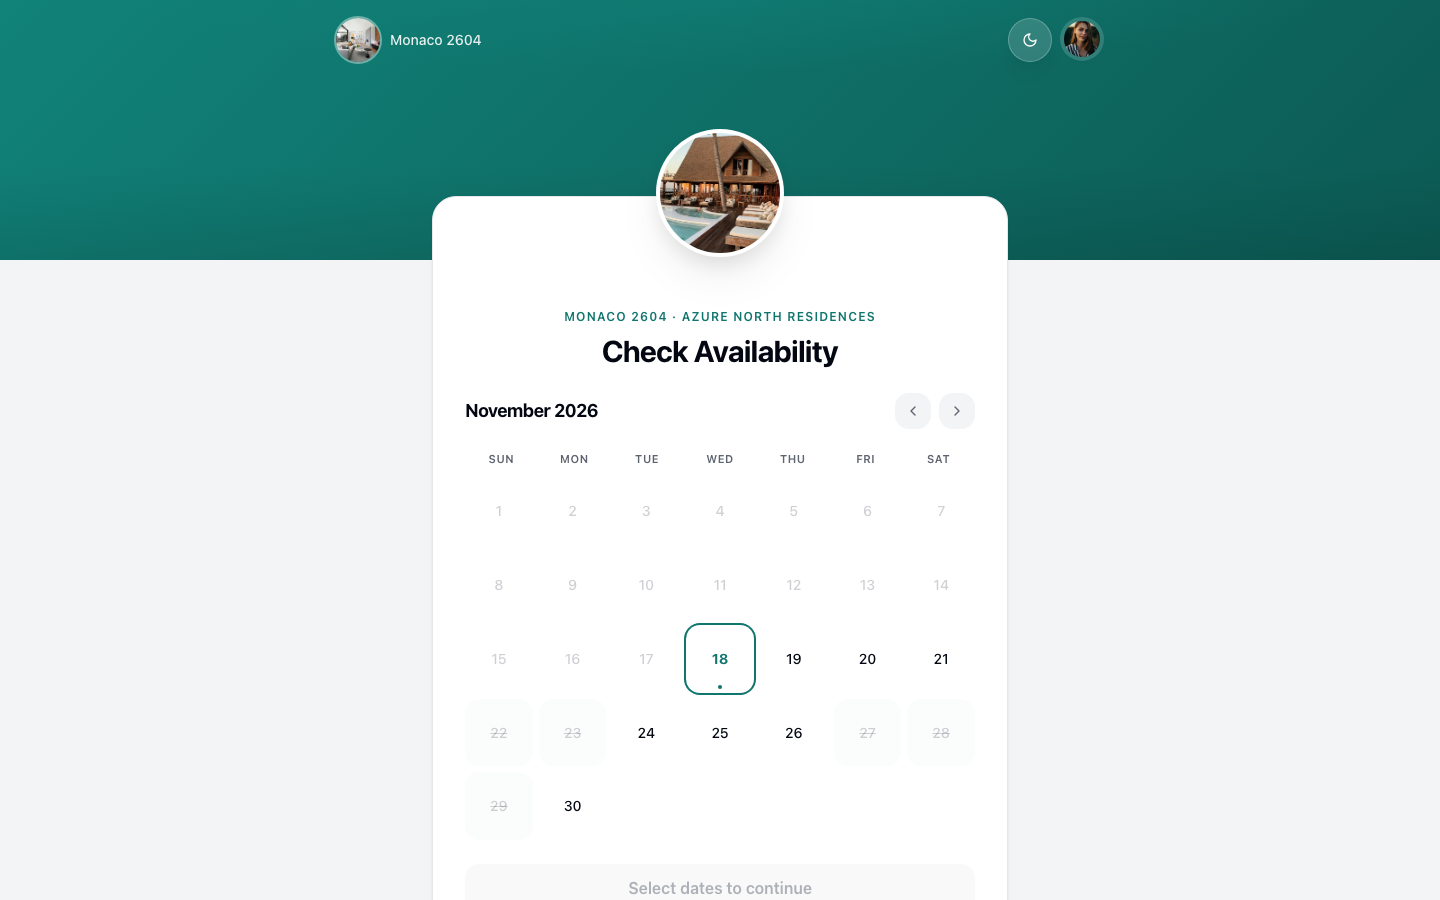 Monaco 2604
MONACO 2604 · AZURE NORTH RESIDENCES
Check Availability
November 2026
SUN MON TUE WED THU FRI SAT
1 2 3 4 5 6 7
8 9 10 11 12 13 14
15 16 17 18 19 20 21
22 23 24 25 26 27 28
29 30
Select dates to continue